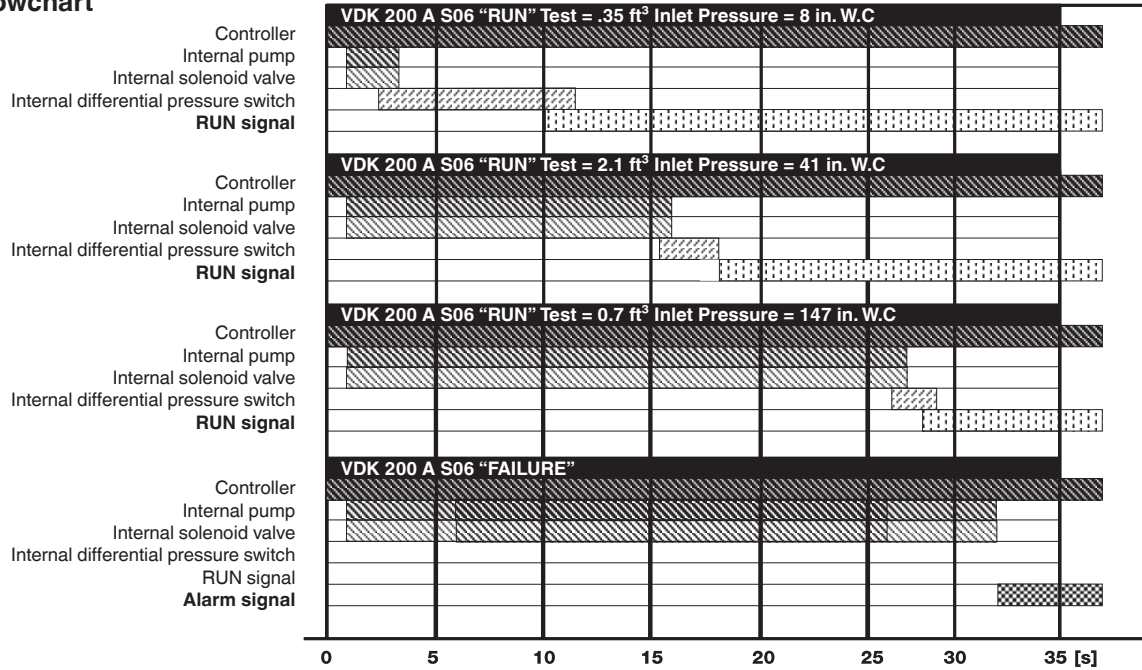 VDK 200 A S06 “RUN” Test = .35 ft³ Inlet Pressure = 8 in. W.C
Controller
Internal pump
Internal solenoid valve
Internal differential pressure switch
RUN signal
VDK 200 A S06 “RUN” Test = 2.1 ft³ Inlet Pressure = 41 in. W.C
Controller
Internal pump
Internal solenoid valve
Internal differential pressure switch
RUN signal
VDK 200 A S06 “RUN” Test = 0.7 ft³ Inlet Pressure = 147 in. W.C
Controller
Internal pump
Internal solenoid valve
Internal differential pressure switch
RUN signal
VDK 200 A S06 “FAILURE”
Controller
Internal pump
Internal solenoid valve
Internal differential pressure switch
RUN signal
Alarm signal
0 5 10 15 20 25 30 35 [s]